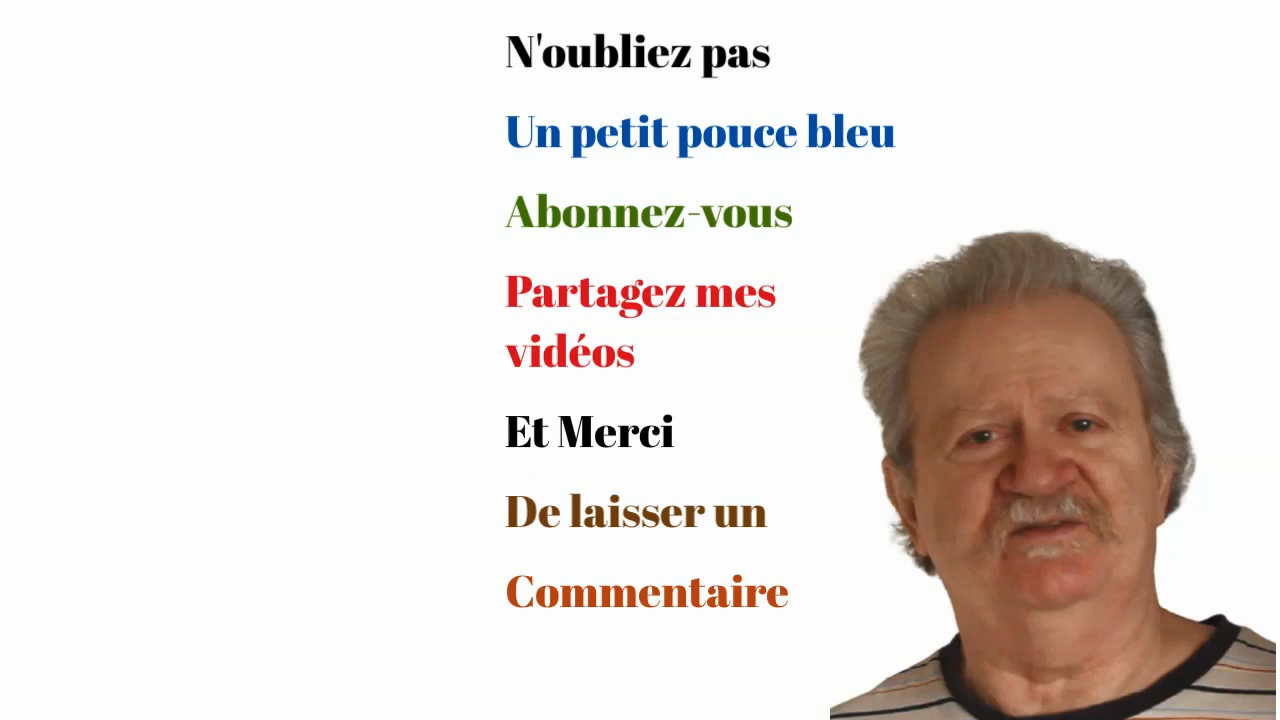 N'oubliez pas
Un petit pouce bleu
Abonnez-vous
Partagez mes
vidéos
Et Merci
De laisser un
Commentaire